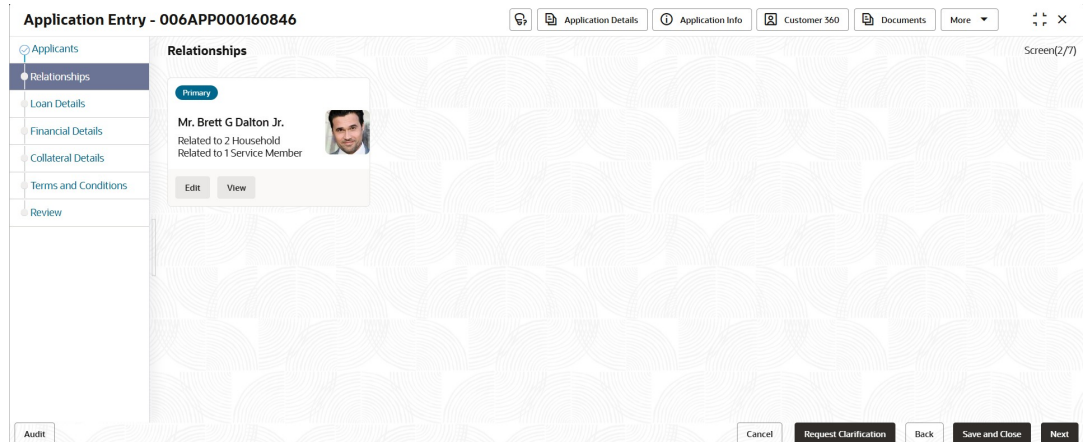 Application Entry - 006APP000160846
Application Details
Application Info
Customer 360
Documents
More
Applicants
Relationships
Loan Details
Financial Details
Collateral Details
Terms and Conditions
Review
Relationships
Screen(2/7)
Primary
Mr. Brett G Dalton Jr.
Related to 2 Household
Related to 1 Service Member
Edit View
Audit
Cancel Request Clarification Back Save and Close Next